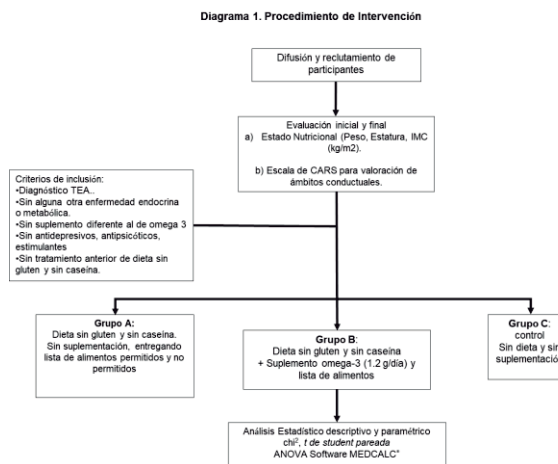 Diagrama 1. Procedimiento de Intervención
Difusión y reclutamiento de
participantes
Evaluación inicial y final
a) Estado Nutricional (Peso, Estatura, IMC
(kg/m2).
b) Escala de CARS para valoración de
ámbitos conductuales.
Criterios de inclusión:
•Diagnóstico TEA..
•Sin alguna otra enfermedad endocrina
o metabólica.
•Sin suplemento diferente al de omega 3
•Sin antidepresivos, antipsicóticos,
estimulantes
•Sin tratamiento anterior de dieta sin
gluten y sin caseína.
Grupo A:
Dieta sin gluten y sin caseína.
Sin suplementación, entregando
lista de alimentos permitidos y no
permitidos
Grupo B:
Dieta sin gluten y sin caseína
+ Suplemento omega-3 (1.2 g/día) y
lista de alimentos
Grupo C:
control
Sin dieta y sin
suplementació
Análisis Estadístico descriptivo y paramétrico
chi², t de student pareada
ANOVA Software MEDCALC